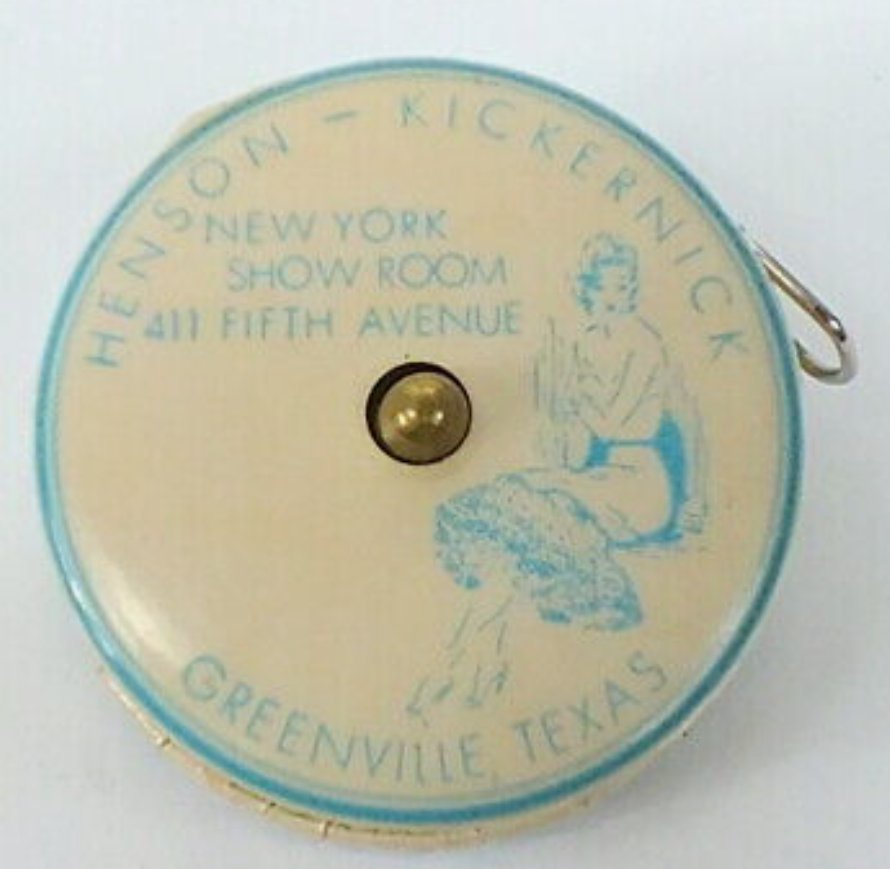 HENSON - KICKERNICK
NEW YORK
SHOW ROOM
411 FIFTH AVENUE
GREENVILLE, TEXAS